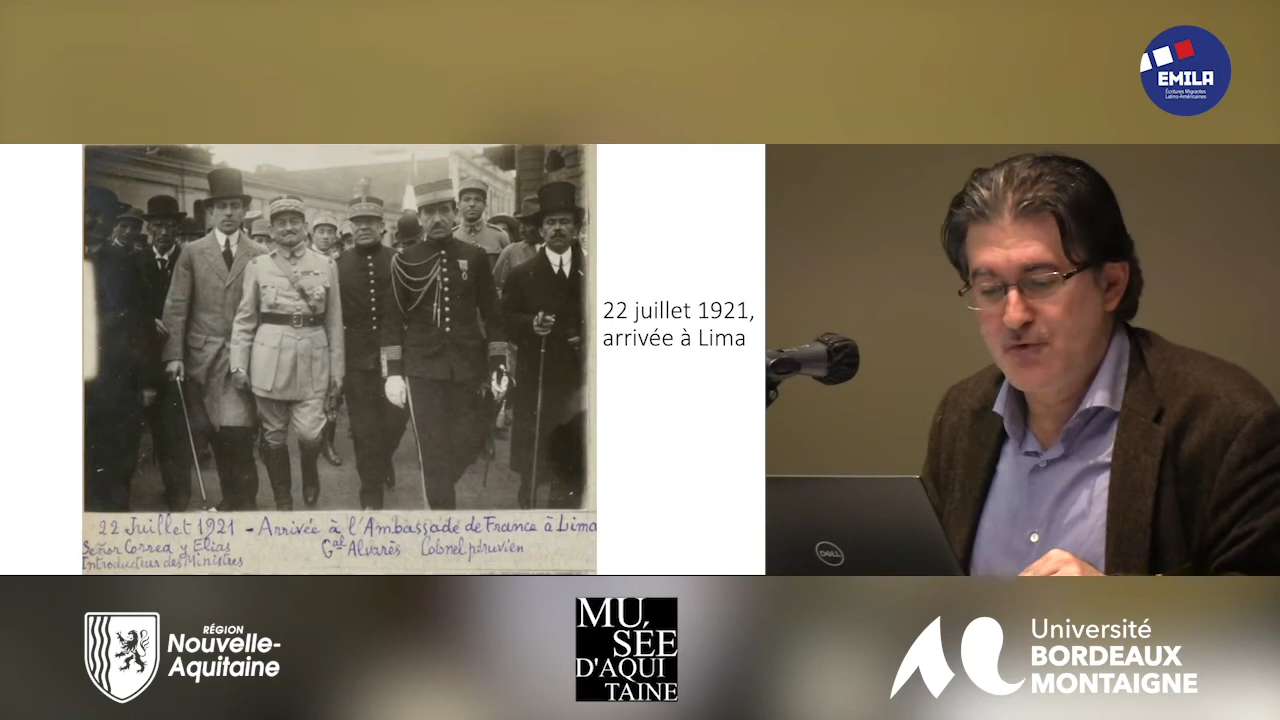 EMILA
Écritures Migrantes
Latino-Américaines
22 juillet 1921,
arrivée à Lima
22 Juillet 1921 - Arrivée à l'Ambassade de France à Lima
Señor Correa y Elias Gal Alvarès Colonel péruvien
Introducteur des Ministres
DELL
RÉGION
Nouvelle-
Aquitaine
MU,
SÉE
D'AQUI
TAINE
Université
BORDEAUX
MONTAIGNE